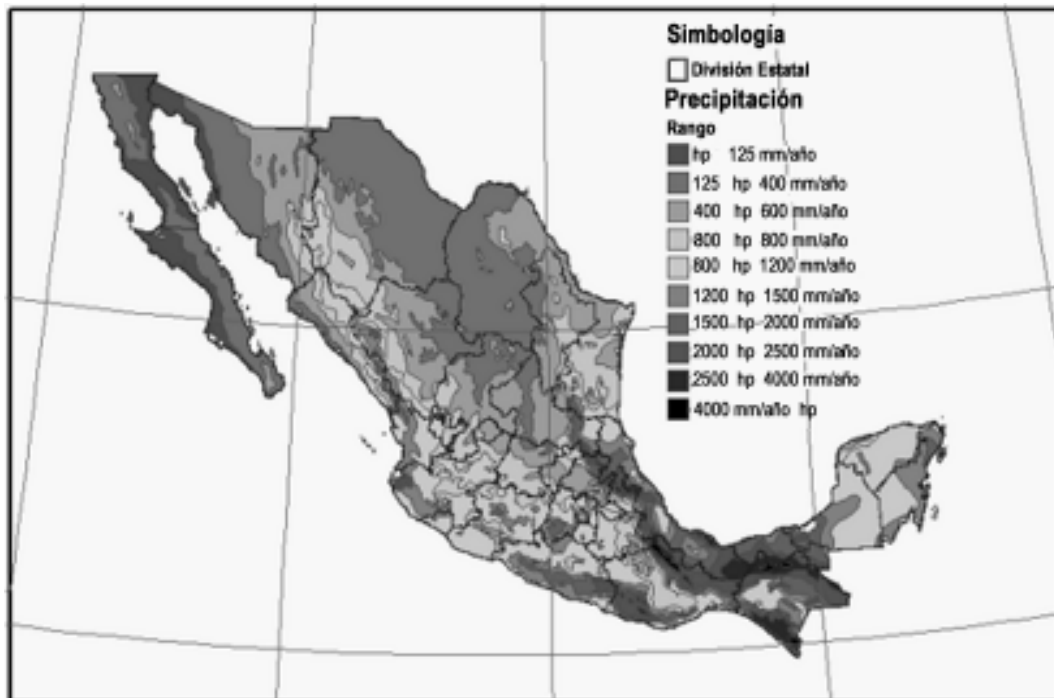 Simbología
División Estatal
Precipitación
Rango
hp 125 mm/año
125 hp 400 mm/año
400 hp 600 mm/año
800 hp 800 mm/año
800 hp 1200 mm/año
1200 hp 1500 mm/año
1500 hp 2000 mm/año
2000 hp 2500 mm/año
2500 hp 4000 mm/año
4000 mm/año hp